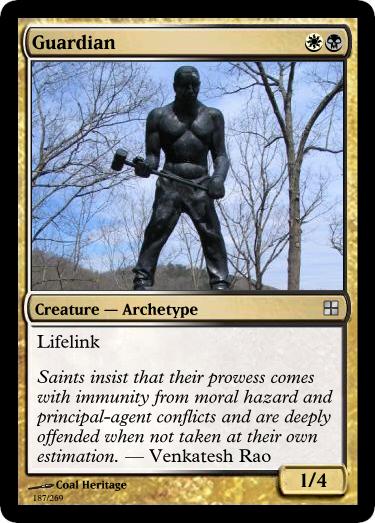 Guardian
Creature — Archetype
Lifelink
Saints insist that their prowess comes
with immunity from moral hazard and
principal-agent conflicts and are deeply
offended when not taken at their own
estimation. — Venkatesh Rao
1/4
Coal Heritage
187/269